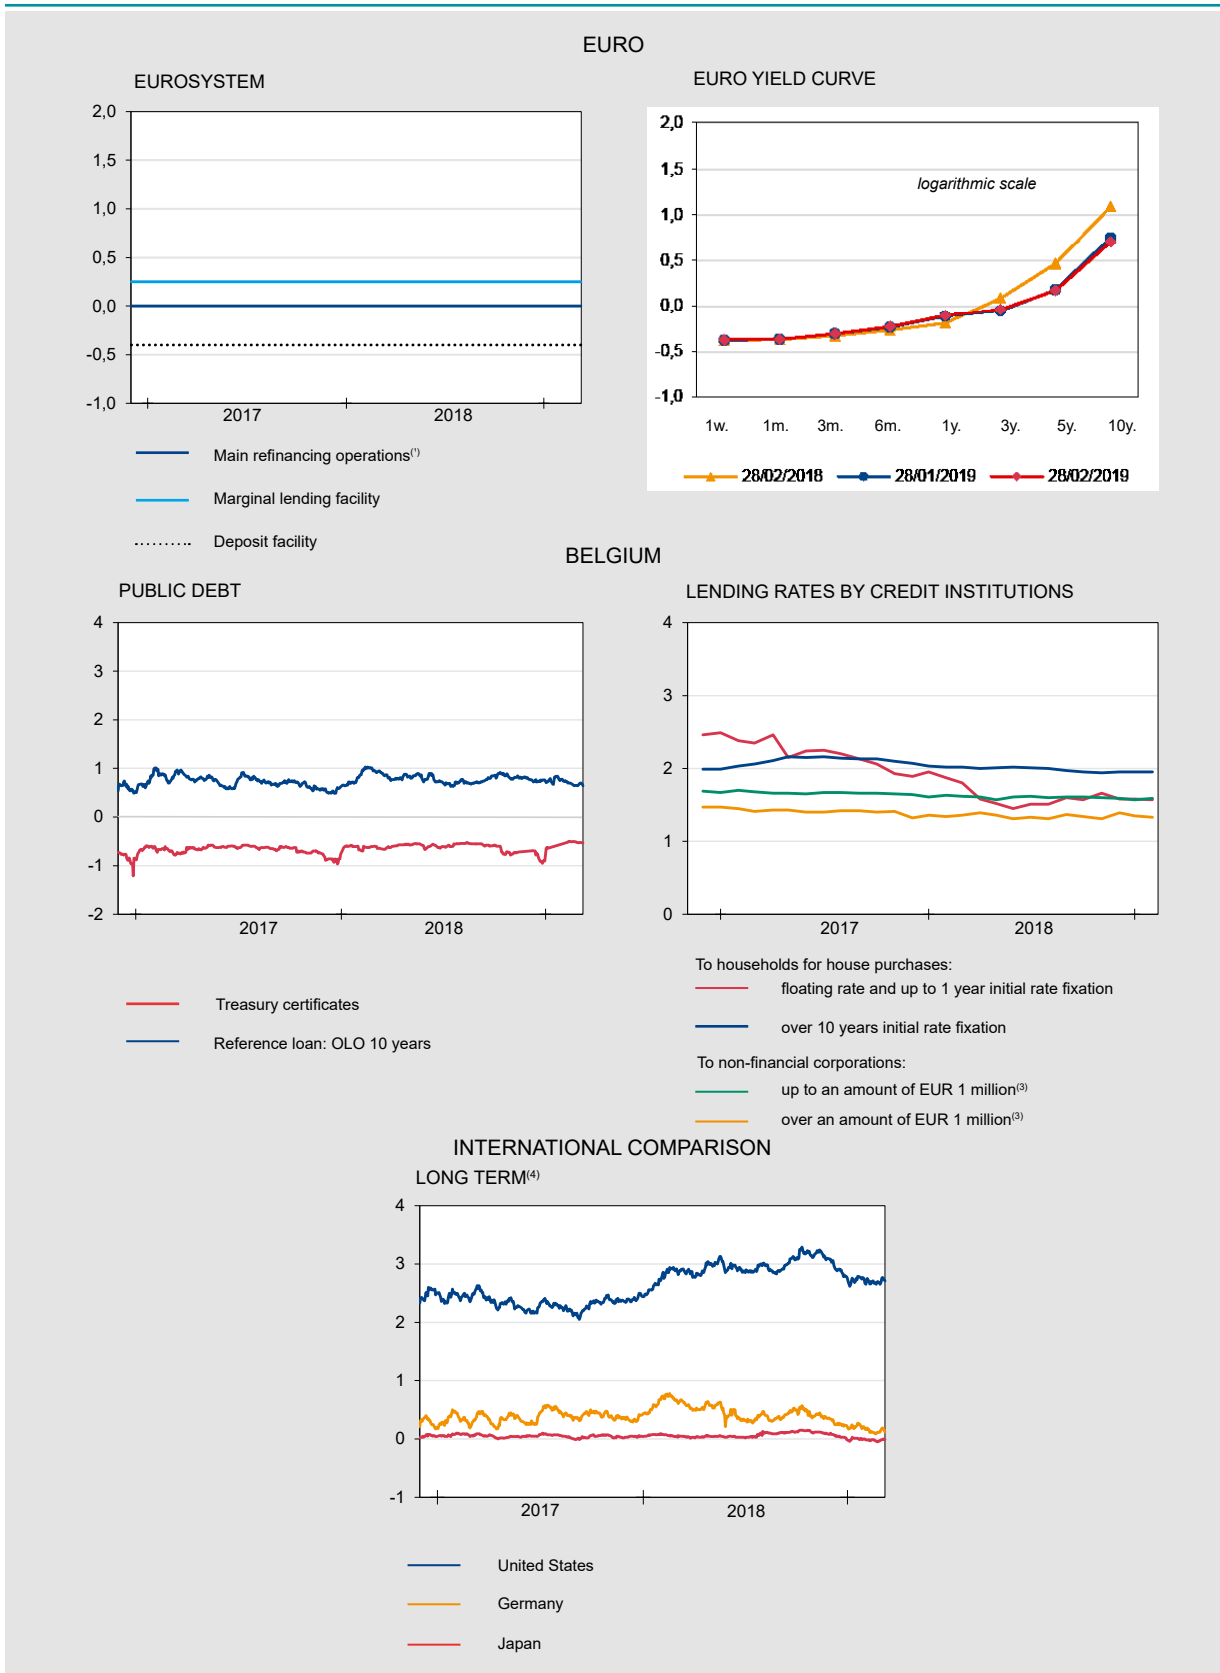 EURO
EUROSYSTEM
2,0
1,5
1,0
0,5
0,0
-0,5
-1,0
2017 2018
Main refinancing operations(¹)
Marginal lending facility
Deposit facility
EURO YIELD CURVE
2,0
1,5
1,0
0,5
0,0
-0,5
-1,0
logarithmic scale
1w. 1m. 3m. 6m. 1y. 3y. 5y. 10y.
28/02/2018 28/01/2019 28/02/2019
BELGIUM
PUBLIC DEBT
4
3
2
1
0
-1
-2
2017 2018
Treasury certificates
Reference loan: OLO 10 years
LENDING RATES BY CREDIT INSTITUTIONS
4
3
2
1
0
2017 2018
To households for house purchases:
floating rate and up to 1 year initial rate fixation
over 10 years initial rate fixation
To non-financial corporations:
up to an amount of EUR 1 million(3)
over an amount of EUR 1 million(3)
INTERNATIONAL COMPARISON
LONG TERM(4)
4
3
2
1
0
-1
2017 2018
United States
Germany
Japan